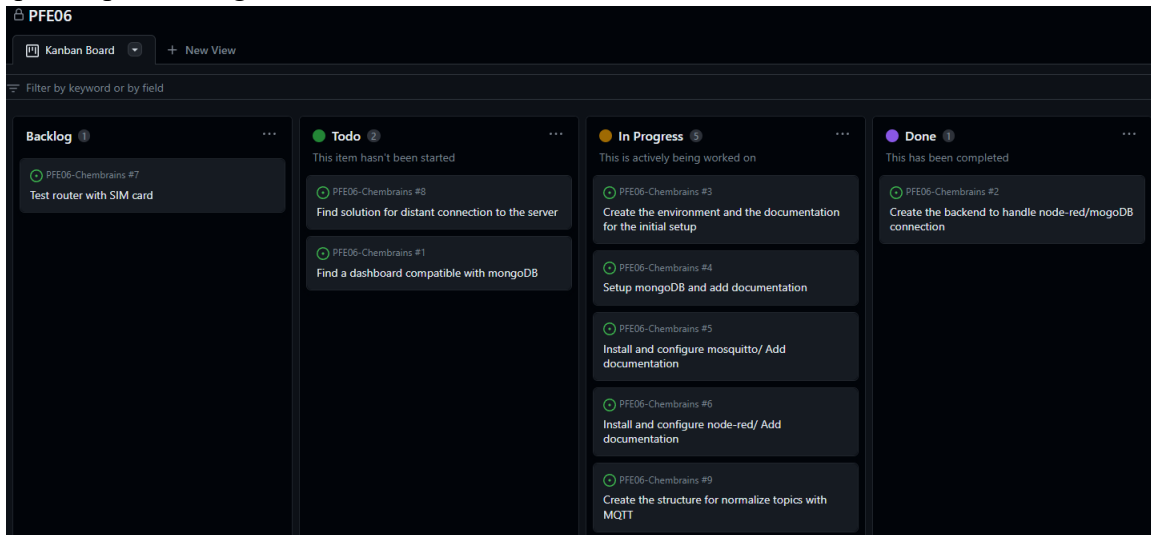 PFE06
Kanban Board
+ New View
Filter by keyword or by field
Backlog 1
PFE06-Chembrains #7
Test router with SIM card
Todo 2
This item hasn't been started
PFE06-Chembrains #8
Find solution for distant connection to the server
PFE06-Chembrains #1
Find a dashboard compatible with mongoDB
In Progress 5
This is actively being worked on
PFE06-Chembrains #3
Create the environment and the documentation
for the initial setup
PFE06-Chembrains #4
Setup mongoDB and add documentation
PFE06-Chembrains #5
Install and configure mosquitto/ Add
documentation
PFE06-Chembrains #6
Install and configure node-red/ Add
documentation
PFE06-Chembrains #9
Create the structure for normalize topics with
MQTT
Done 1
This has been completed
PFE06-Chembrains #2
Create the backend to handle node-red/mogoDB
connection